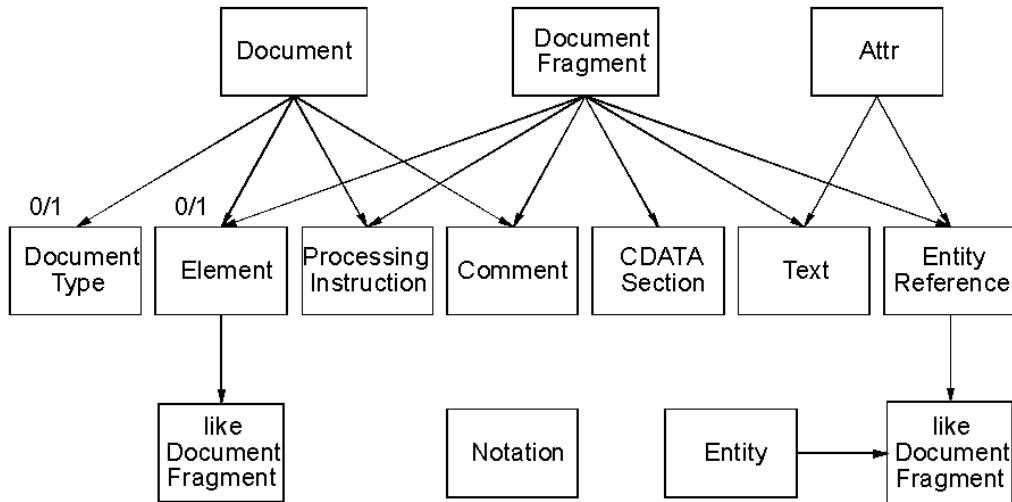 Document
Document
Fragment
Attr
0/1
0/1
Document
Type
Element
Processing
Instruction
Comment
CDATA
Section
Text
Entity
Reference
like
Document
Fragment
Notation
Entity
like
Document
Fragment